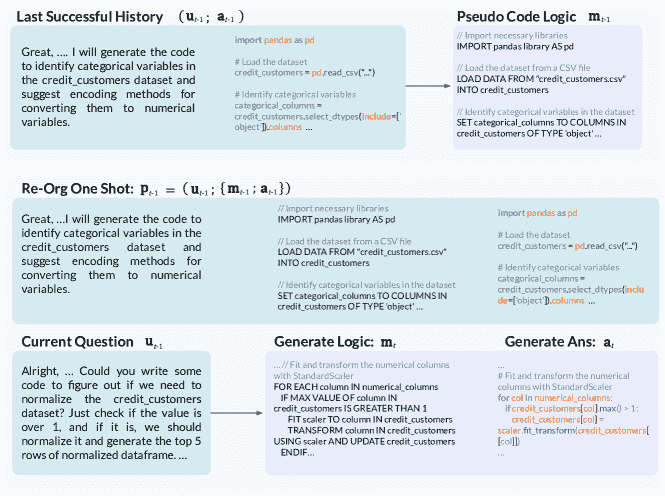 Last Successful History (u_{t-1}; a_{t-1})
Great, .... I will generate the code
to identify categorical variables in
the credit_customers dataset and
suggest encoding methods for
converting them to numerical
variables.
import pandas as pd
# Load the dataset
credit_customers = pd.read_csv("...")
# Identify categorical variables
categorical_columns =
credit_customers.select_dtypes(include=['
object']).columns ...
Pseudo Code Logic m_{t-1}
// Import necessary libraries
IMPORT pandas library AS pd
// Load the dataset from a CSV file
LOAD DATA FROM "credit_customers.csv"
INTO credit_customers
// Identify categorical variables in the dataset
SET categorical_columns TO COLUMNS IN
credit_customers OF TYPE 'object' ...
Re-Org One Shot: p_{t-1} = (u_{t-1}; {m_{t-1}; a_{t-1}})
Great, ...I will generate the code to
identify categorical variables in the
credit_customers dataset and
suggest encoding methods for
converting them to numerical
variables.
// Import necessary libraries
IMPORT pandas library AS pd
// Load the dataset from a CSV file
LOAD DATA FROM "credit_customers.csv"
INTO credit_customers
// Identify categorical variables in the dataset
SET categorical_columns TO COLUMNS IN
credit_customers OF TYPE 'object' ...
import pandas as pd
# Load the dataset
credit_customers = pd.read_csv("...")
# Identify categorical variables
categorical_columns =
credit_customers.select_dtypes(inclu
de=['object']).columns ...
Current Question u_{t-1}
Alright, ... Could you write some
code to figure out if we need to
normalize the credit_customers
dataset? Just check if the value is
over 1, and if it is, we should
normalize it and generate the top 5
rows of normalized dataframe. ...
Generate Logic: m_t
... // Fit and transform the numerical columns
with StandardScaler
FOR EACH column IN numerical_columns
IF MAX VALUE OF column IN
credit_customers IS GREATER THAN 1
FIT scaler TO column IN credit_customers
TRANSFORM column IN credit_customers
USING scaler AND UPDATE credit_customers
ENDIF...
Generate Ans: a_t
...
# Fit and transform the numerical
columns with StandardScaler
for col in numerical_columns:
if credit_customers[col].max() > 1:
credit_customers[col] =
scaler.fit_transform(credit_customers[
[col]])
...